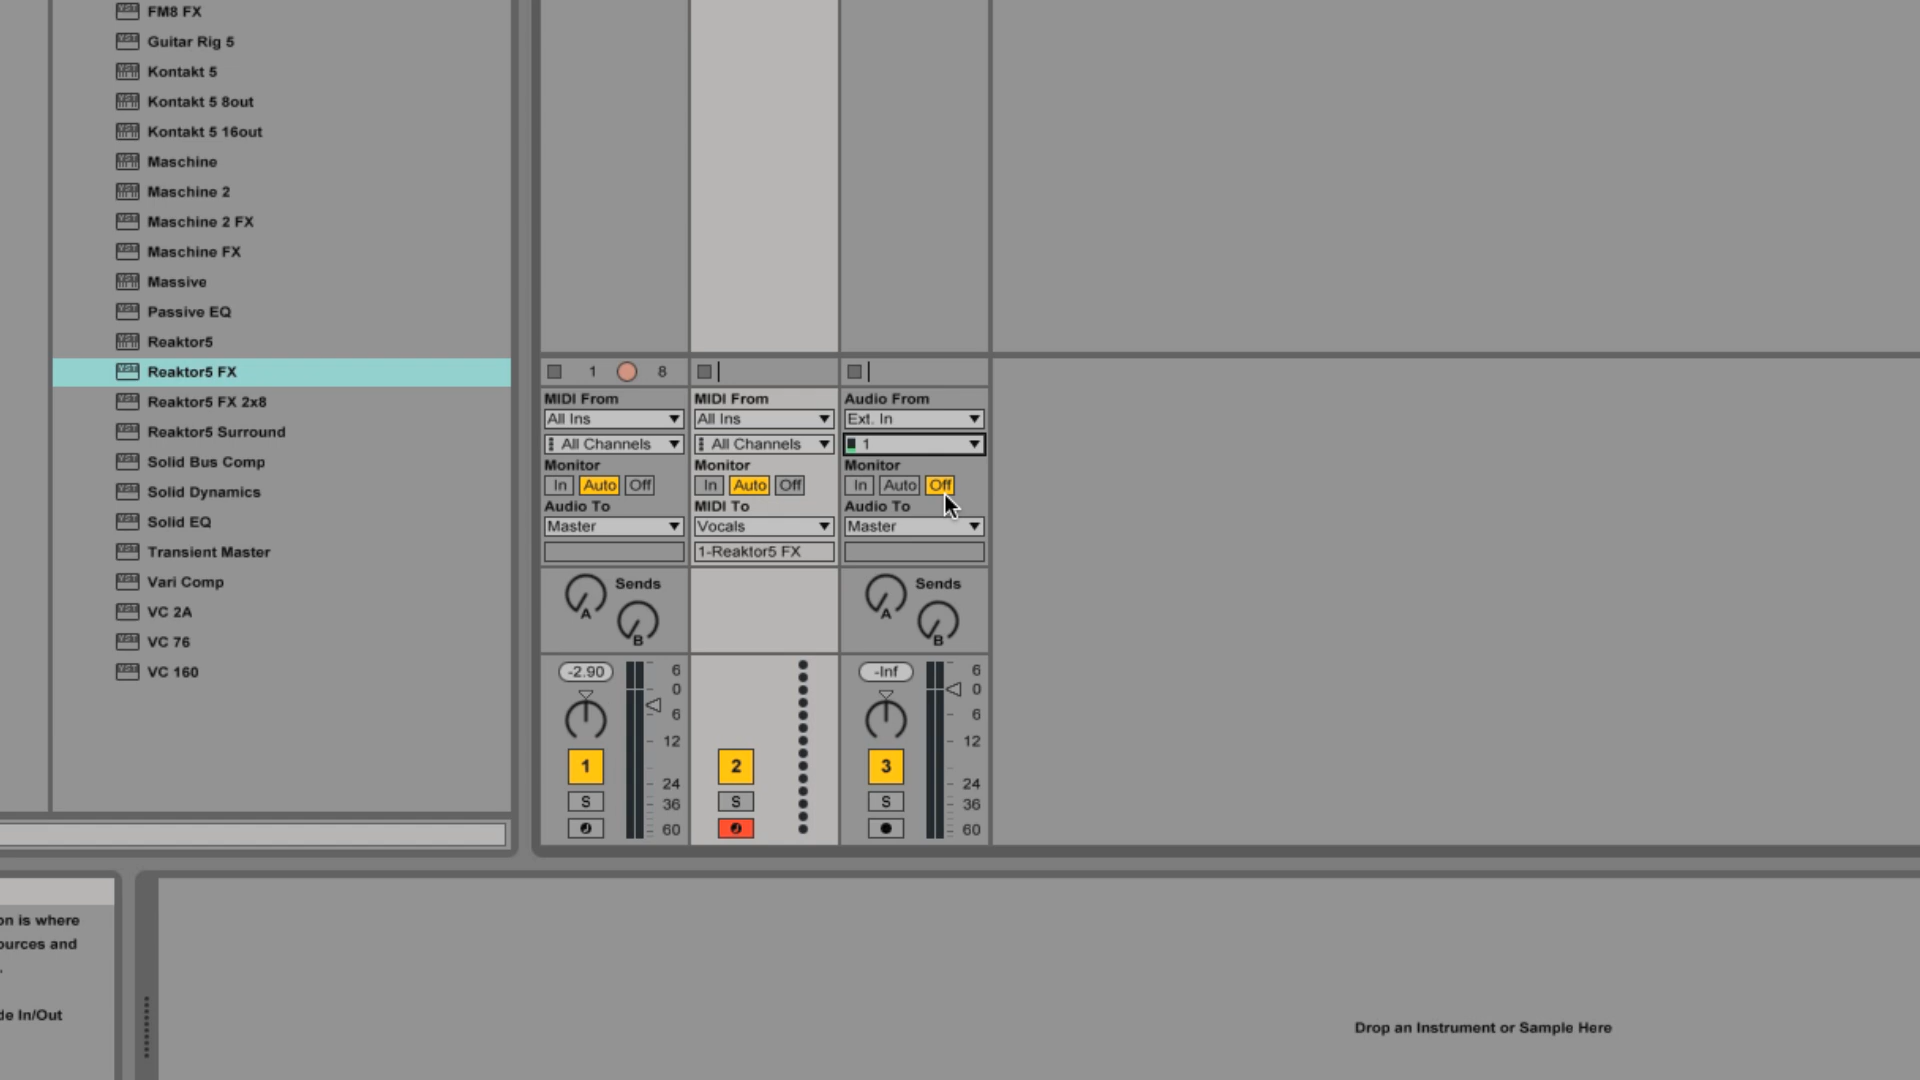 FM8 FX
Guitar Rig 5
Kontakt 5
Kontakt 5 8out
Kontakt 5 16out
Maschine
Maschine 2
Maschine 2 FX
Maschine FX
Massive
Passive EQ
Reaktor5
Reaktor5 FX
Reaktor5 FX 2x8
Reaktor5 Surround
Solid Bus Comp
Solid Dynamics
Solid EQ
Transient Master
Vari Comp
VC 2A
VC 76
VC 160
1 8
MIDI From
All Ins
All Channels
Monitor
In Auto Off
Audio To
Master
Sends
A
B
-2.90
6
0
6
12
24
36
60
1
S
MIDI From
All Ins
All Channels
Monitor
In Auto Off
MIDI To
Vocals
1-Reaktor5 FX
2
S
Audio From
Ext. In
1
Monitor
In Auto Off
Audio To
Master
Sends
A
B
-Inf
6
0
6
12
24
36
60
3
S
on is where
ources and
.
de In/Out
Drop an Instrument or Sample Here